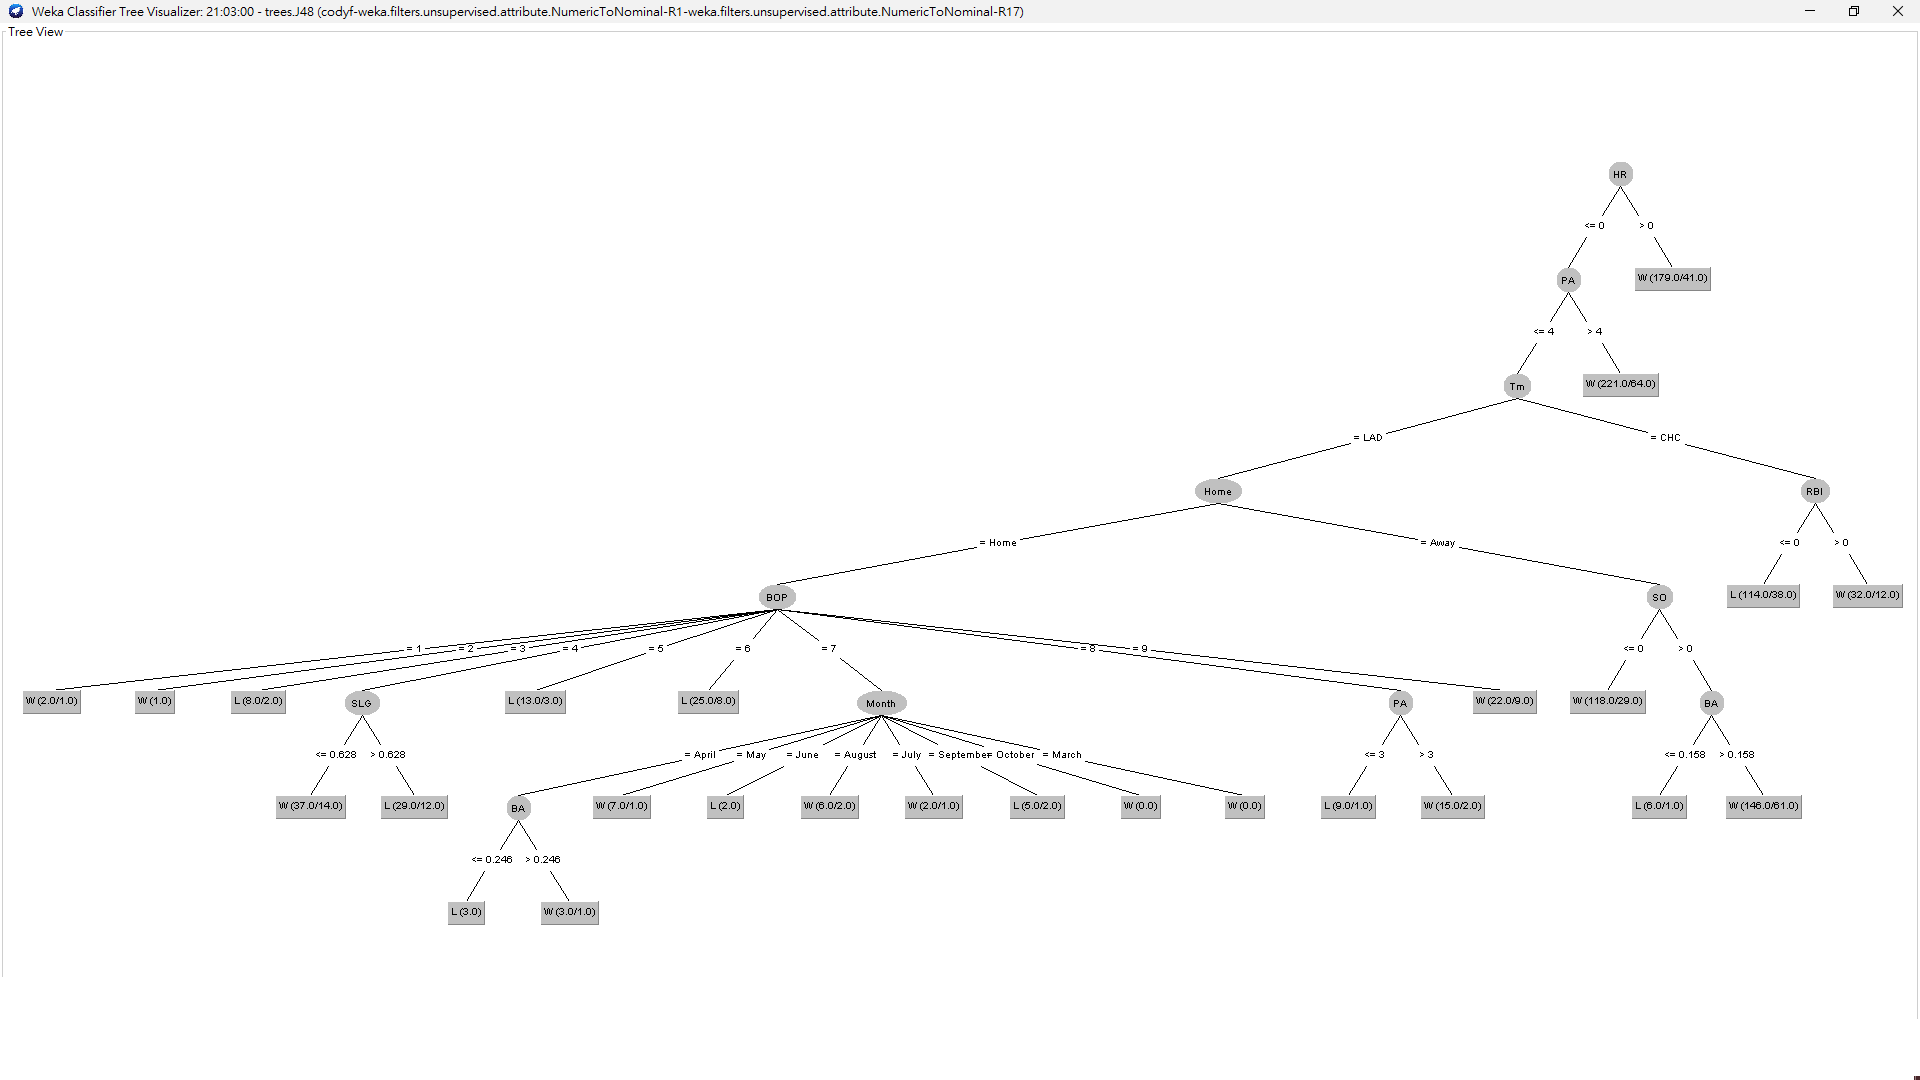 Weka Classifier Tree Visualizer: 21:03:00 - trees.J48 (codyf-weka.filters.unsupervised.attribute.NumericToNominal-R1-weka.filters.unsupervised.attribute.NumericToNominal-R17)
Tree View
HR
<= 0 > 0
PA W (179.0/41.0)
<= 4 > 4
Tm W (221.0/64.0)
= LAD = CHC
Home RBI
= Home = Away <= 0 > 0
BOP SO L (114.0/38.0) W (32.0/12.0)
= 1 = 2 = 3 = 4 = 5 = 6 = 7 = 8 = 9 <= 0 > 0
W (2.0/1.0) W (1.0) L (8.0/2.0) SLG L (13.0/3.0) L (25.0/8.0) Month PA W (22.0/9.0) W (118.0/29.0) BA
<= 0.628 > 0.628 = April = May = June = August = July = September = October = March <= 3 > 3 <= 0.158 > 0.158
W (37.0/14.0) L (29.0/12.0) BA W (7.0/1.0) L (2.0) W (6.0/2.0) W (2.0/1.0) L (5.0/2.0) W (0.0) W (0.0) L (9.0/1.0) W (15.0/2.0) L (6.0/1.0) W (146.0/61.0)
<= 0.246 > 0.246
L (3.0) W (3.0/1.0)